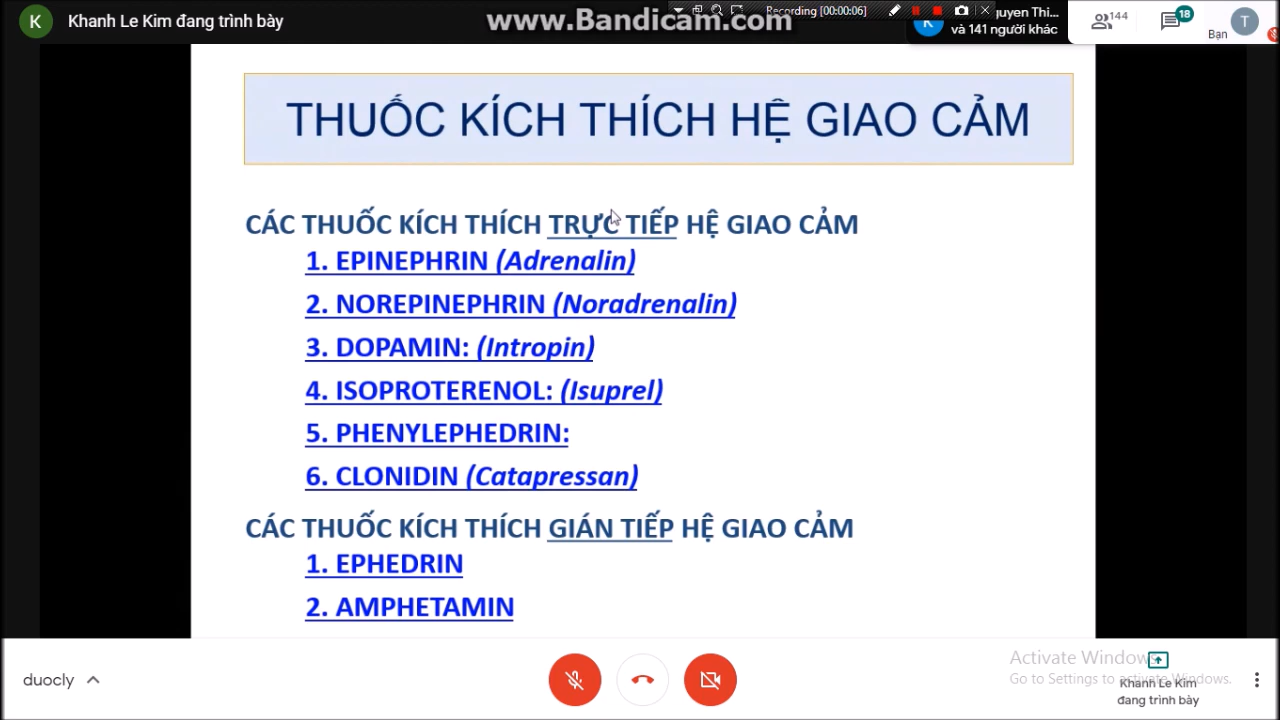 Khanh Le Kim đang trình bày
www.Bandicam.com
Recording [00:00:06]
guyen Thi...
và 141 người khác
144
18
Bạn
THUỐC KÍCH THÍCH HỆ GIAO CẢM
CÁC THUỐC KÍCH THÍCH TRỰC TIẾP HỆ GIAO CẢM
1. EPINEPHRIN (Adrenalin)
2. NOREPINEPHRIN (Noradrenalin)
3. DOPAMIN: (Intropin)
4. ISOPROTERENOL: (Isuprel)
5. PHENYLEPHEDRIN:
6. CLONIDIN (Catapressan)
CÁC THUỐC KÍCH THÍCH GIÁN TIẾP HỆ GIAO CẢM
1. EPHEDRIN
2. AMPHETAMIN
duocly
Activate Windows
Go to Settings to activate Windows.
Khanh Le Kim
đang trình bày